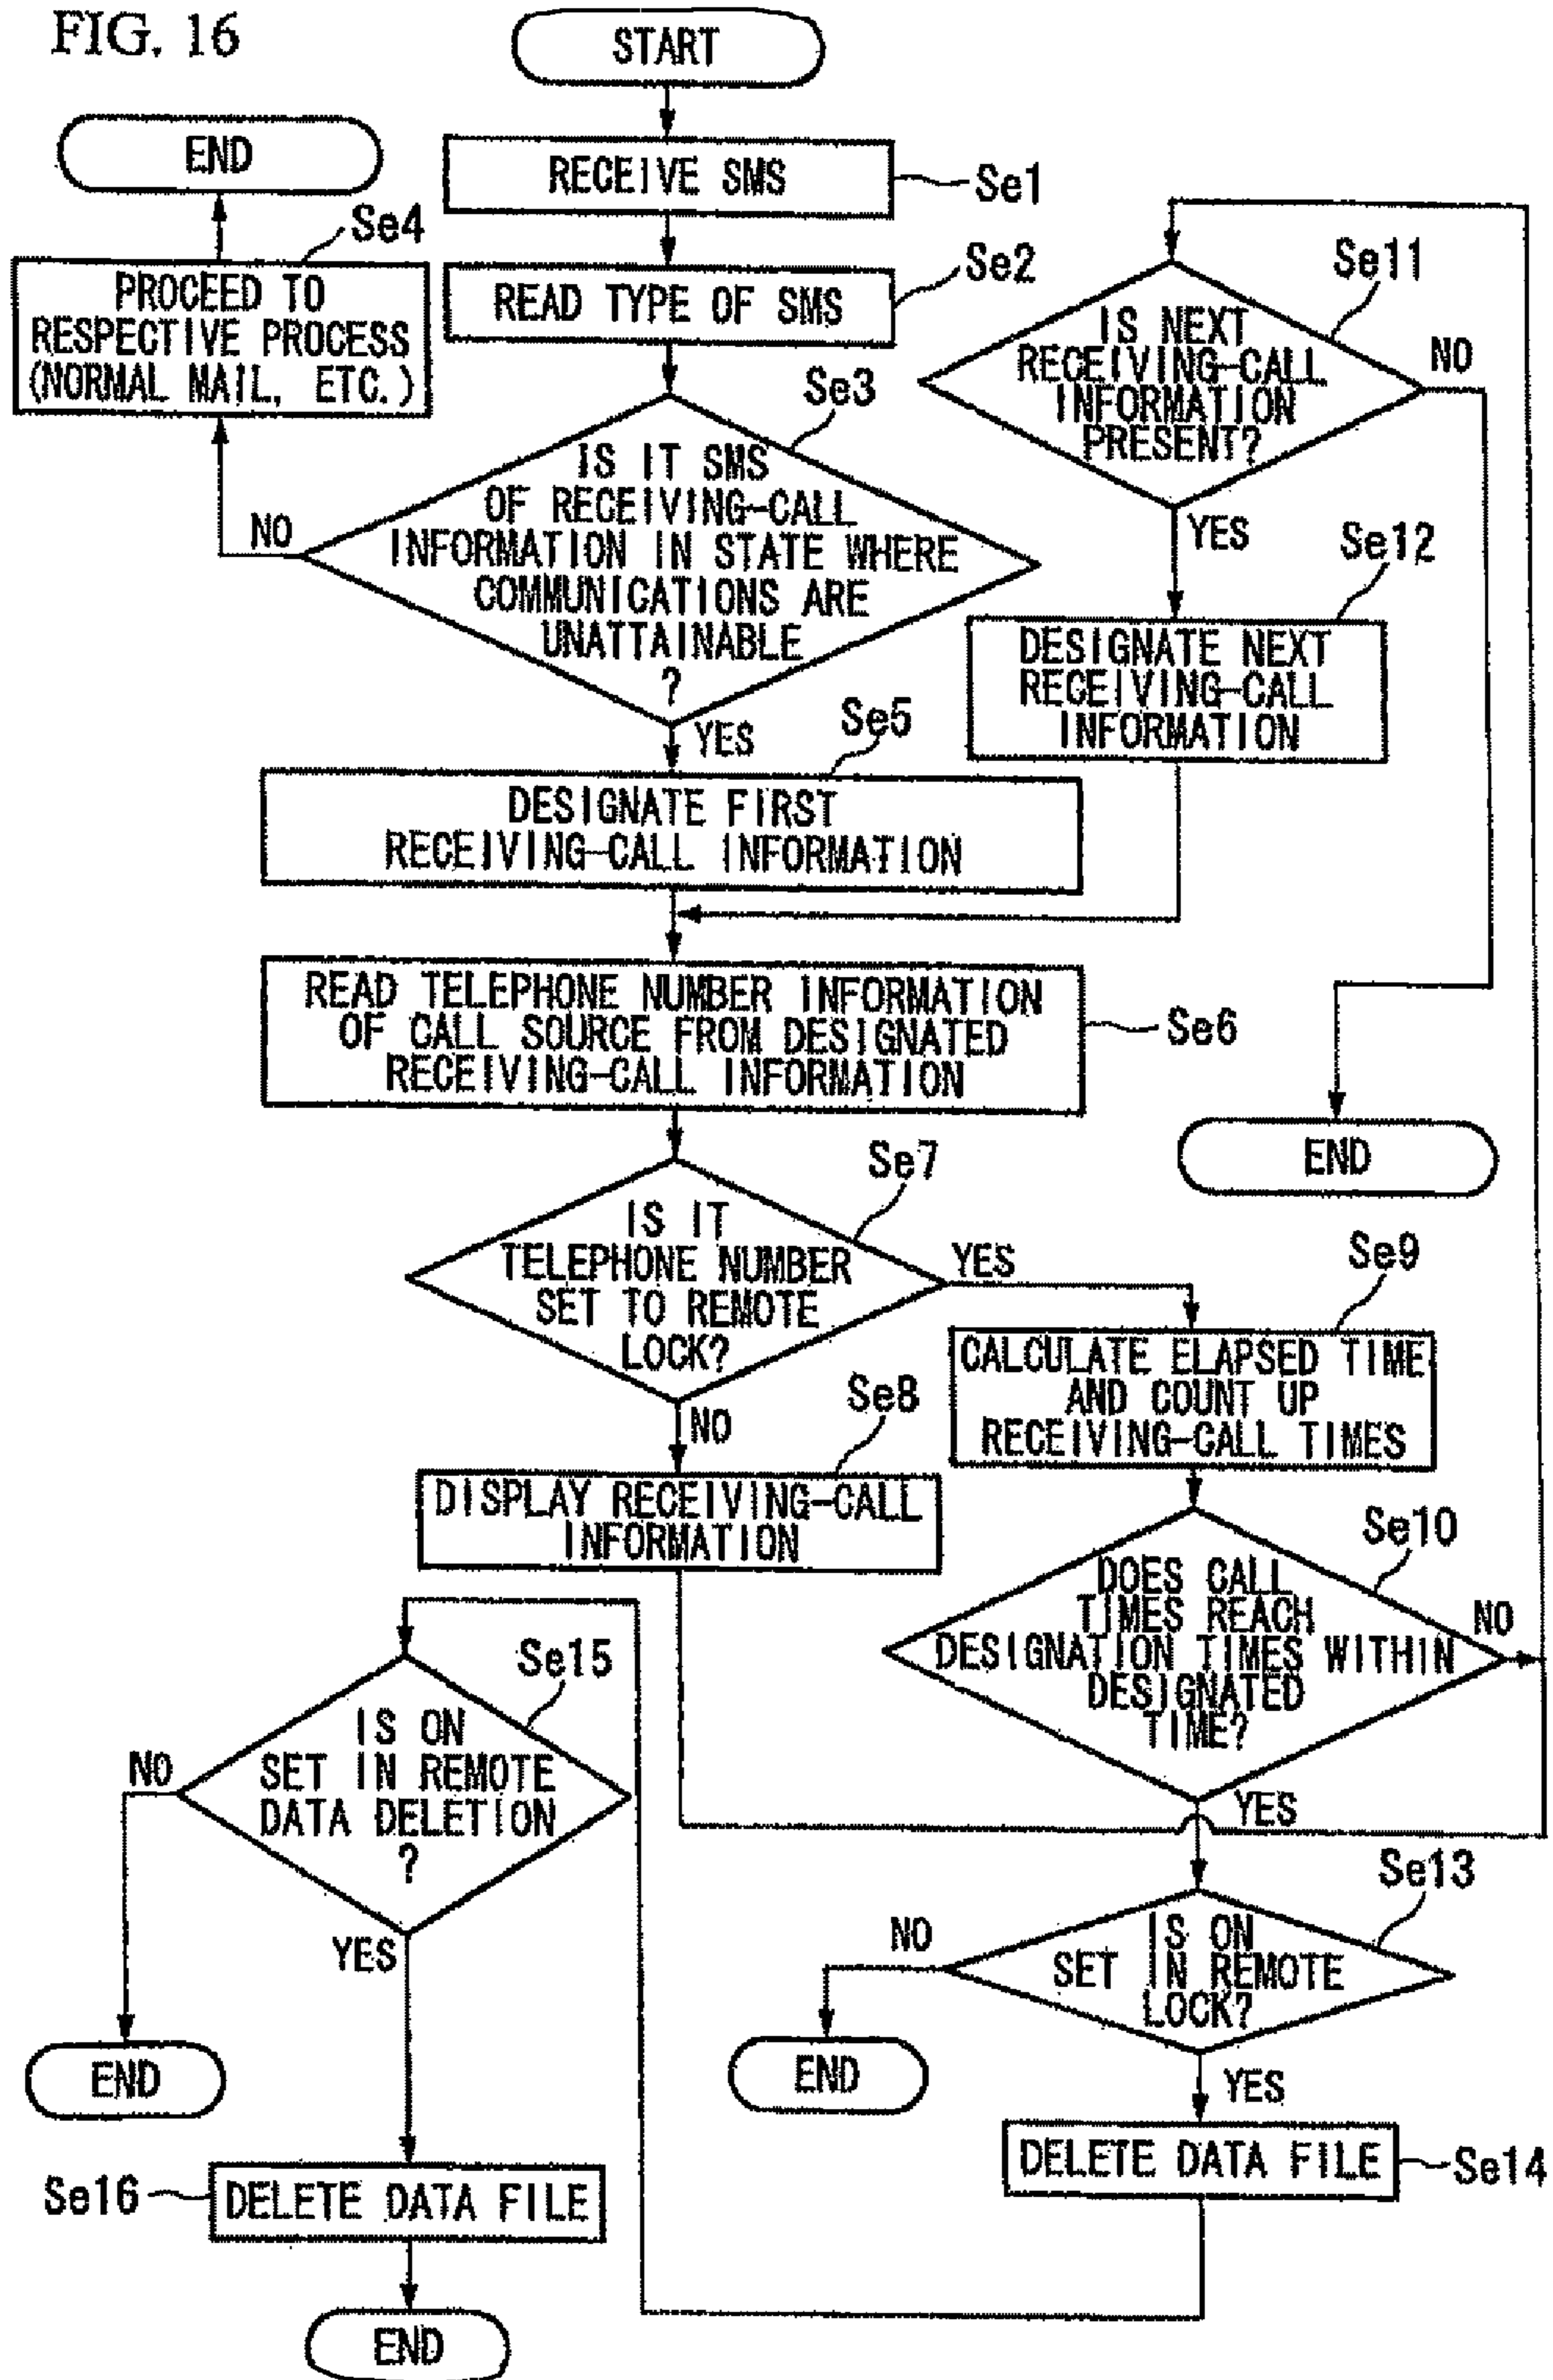 FIG. 16
START
END
RECEIVE SMS
Se1
Se4
PROCEED TO
RESPECTIVE PROCESS
(NORMAL MAIL, ETC.)
READ TYPE OF SMS
Se2
Se3
IS IT SMS
OF RECEIVING-CALL
INFORMATION IN STATE WHERE
COMMUNICATIONS ARE
UNATTAINABLE
?
NO
YES
Se11
IS NEXT
RECEIVING-CALL
INFORMATION
PRESENT?
NO
YES
Se12
DESIGNATE NEXT
RECEIVING-CALL
INFORMATION
Se5
DESIGNATE FIRST
RECEIVING-CALL INFORMATION
READ TELEPHONE NUMBER INFORMATION
OF CALL SOURCE FROM DESIGNATED
RECEIVING-CALL INFORMATION
Se6
END
Se7
IS IT
TELEPHONE NUMBER
SET TO REMOTE
LOCK?
YES
NO
Se9
CALCULATE ELAPSED TIME
AND COUNT UP
RECEIVING-CALL TIMES
Se8
DISPLAY RECEIVING-CALL
INFORMATION
Se10
DOES CALL
TIMES REACH
DESIGNATION TIMES WITHIN
DESIGNATED
TIME?
NO
YES
Se15
IS ON
SET IN REMOTE
DATA DELETION
?
NO
YES
Se13
IS ON
SET IN REMOTE
LOCK?
NO
YES
END
END
DELETE DATA FILE
Se14
Se16
DELETE DATA FILE
END